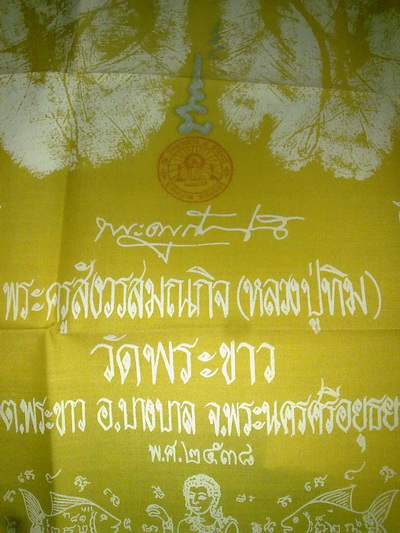 พระครูสังวรสมณกิจ (หลวงปู่ทิม)
วัดพระขาว
ต.พระขาว อ.บางบาล จ.พระนครศรีอยุธย
พ.ศ.๒๕๓๘